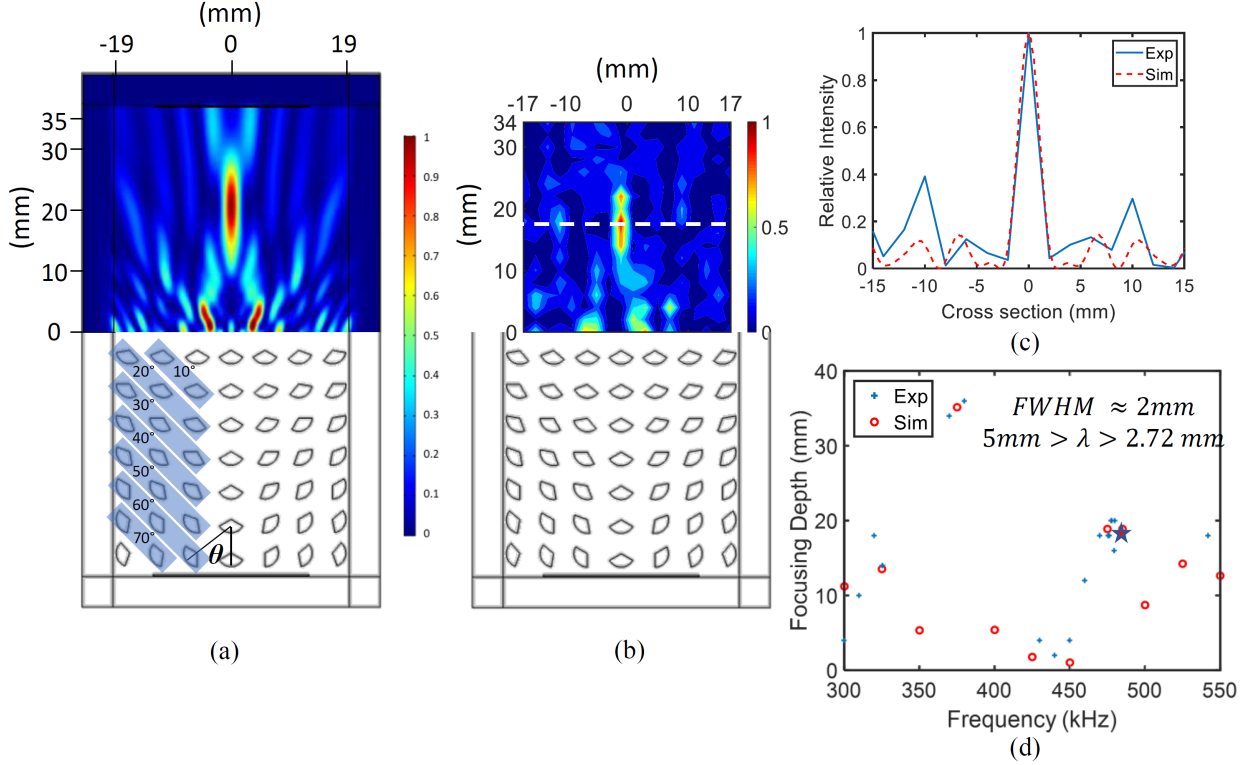 (mm)
-19 0 19
35
30
20
10
0
(mm)
1
0.9
0.8
0.7
0.6
0.5
0.4
0.3
0.2
0.1
0
20° 10°
30°
40°
50°
60°
70°
θ
(a)
(mm)
-17 -10 0 10 17
34
30
20
10
0
(mm)
1
0.5
0
(b)
1
0.8
0.6
0.4
0.2
0
Relative Intensity
Exp
Sim
-15 -10 -5 0 5 10 15
Cross section (mm)
(c)
40
30
20
10
0
Focusing Depth (mm)
Exp
Sim
FWHM ≈ 2mm
5mm > λ > 2.72 mm
300 350 400 450 500 550
Frequency (kHz)
(d)